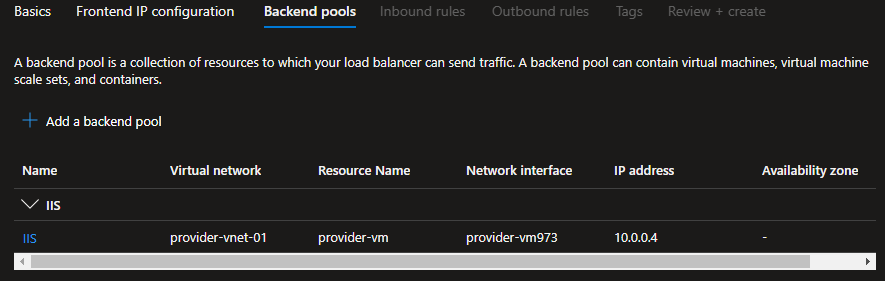 Basics Frontend IP configuration Backend pools Inbound rules Outbound rules Tags Review + create
A backend pool is a collection of resources to which your load balancer can send traffic. A backend pool can contain virtual machines, virtual machine
scale sets, and containers.
Add a backend pool
Name Virtual network Resource Name Network interface IP address Availability zone
IIS
IIS provider-vnet-01 provider-vm provider-vm973 10.0.0.4 -